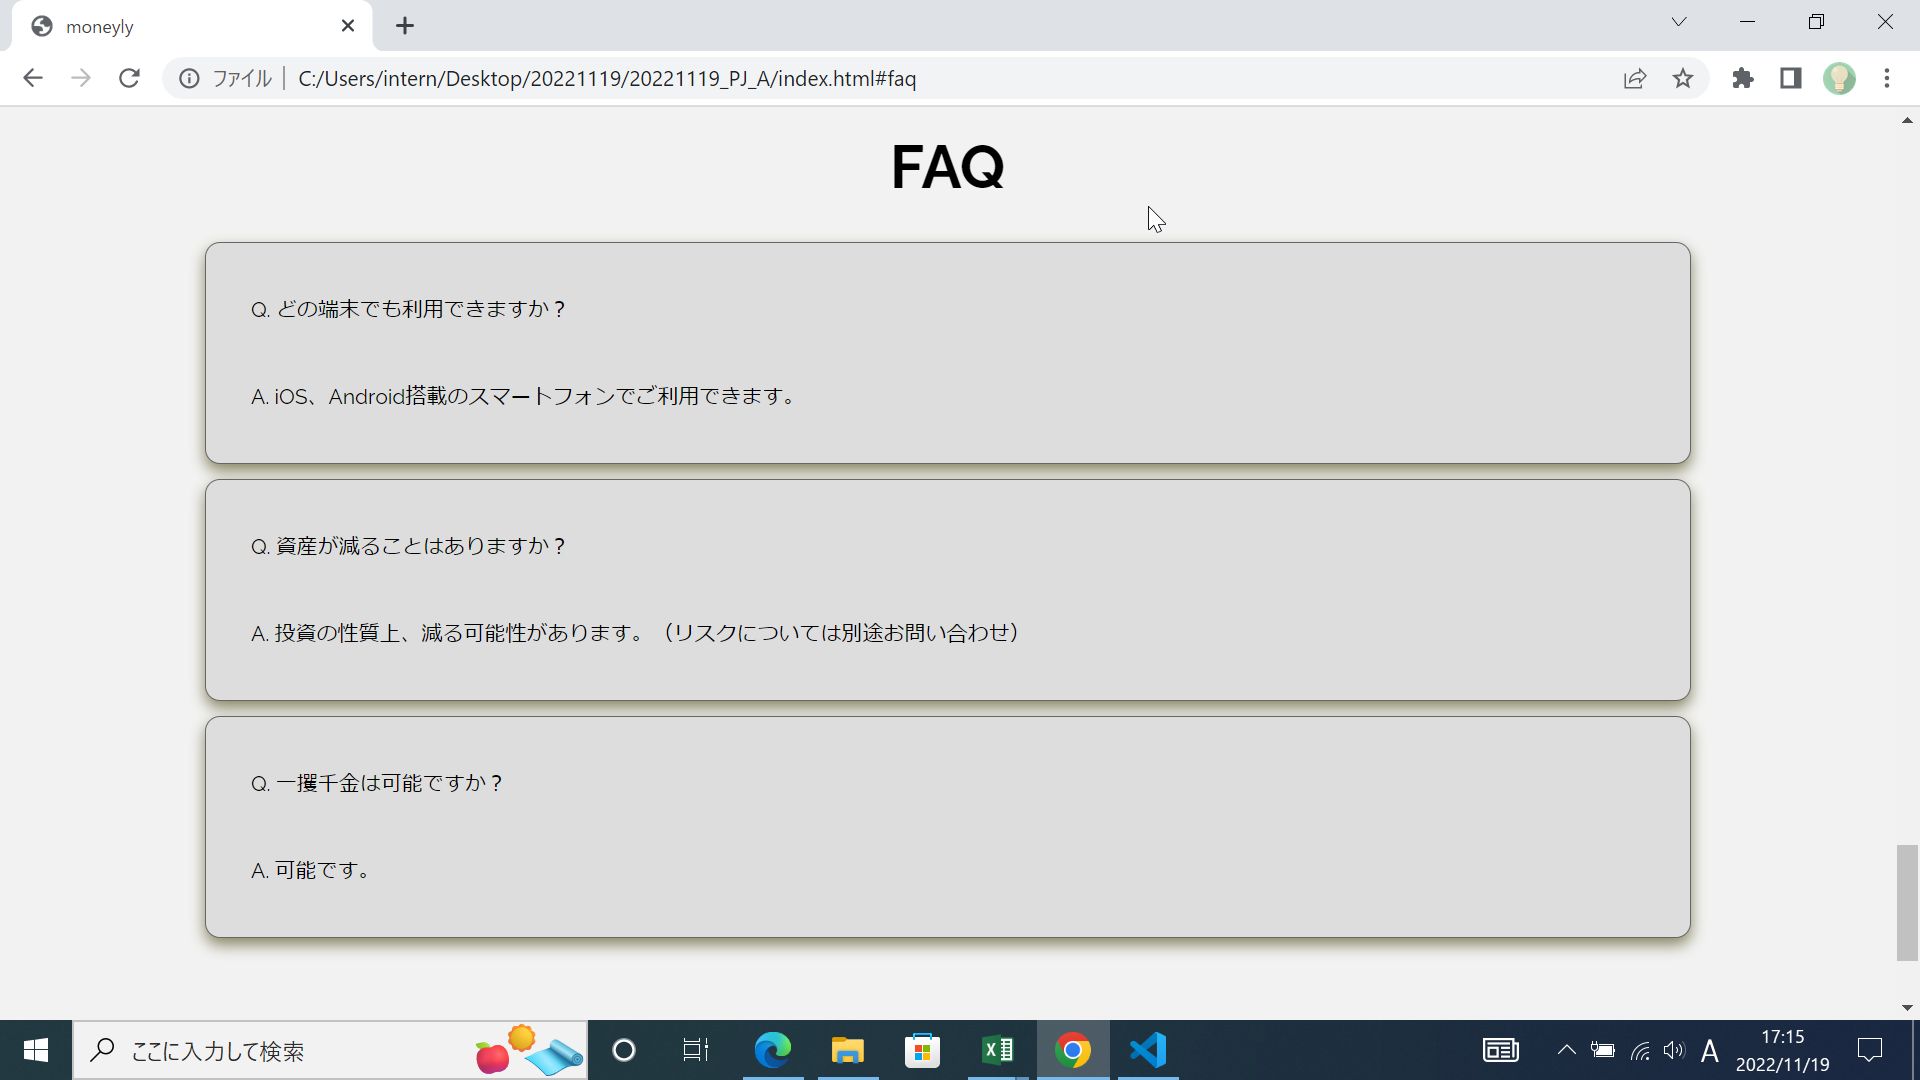 moneyly
ファイル | C:/Users/intern/Desktop/20221119/20221119_PJ_A/index.html#faq
FAQ
Q. どの端末でも利用できますか？
A. iOS、Android搭載のスマートフォンでご利用できます。
Q. 資産が減ることはありますか？
A. 投資の性質上、減る可能性があります。（リスクについては別途お問い合わせ）
Q. 一攫千金は可能ですか？
A. 可能です。
ここに入力して検索
A
17:15
2022/11/19